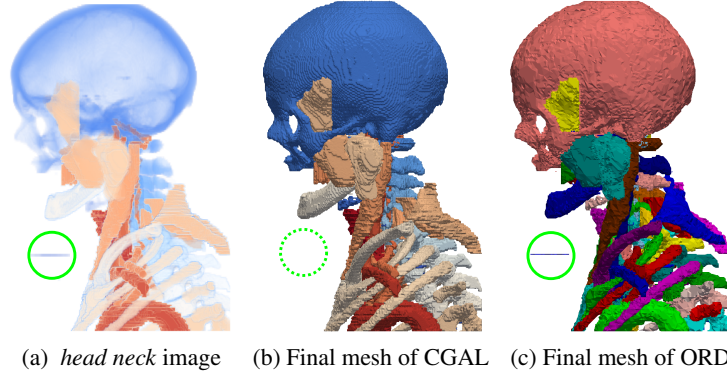 (a) head neck image
(b) Final mesh of CGAL
(c) Final mesh of ORD